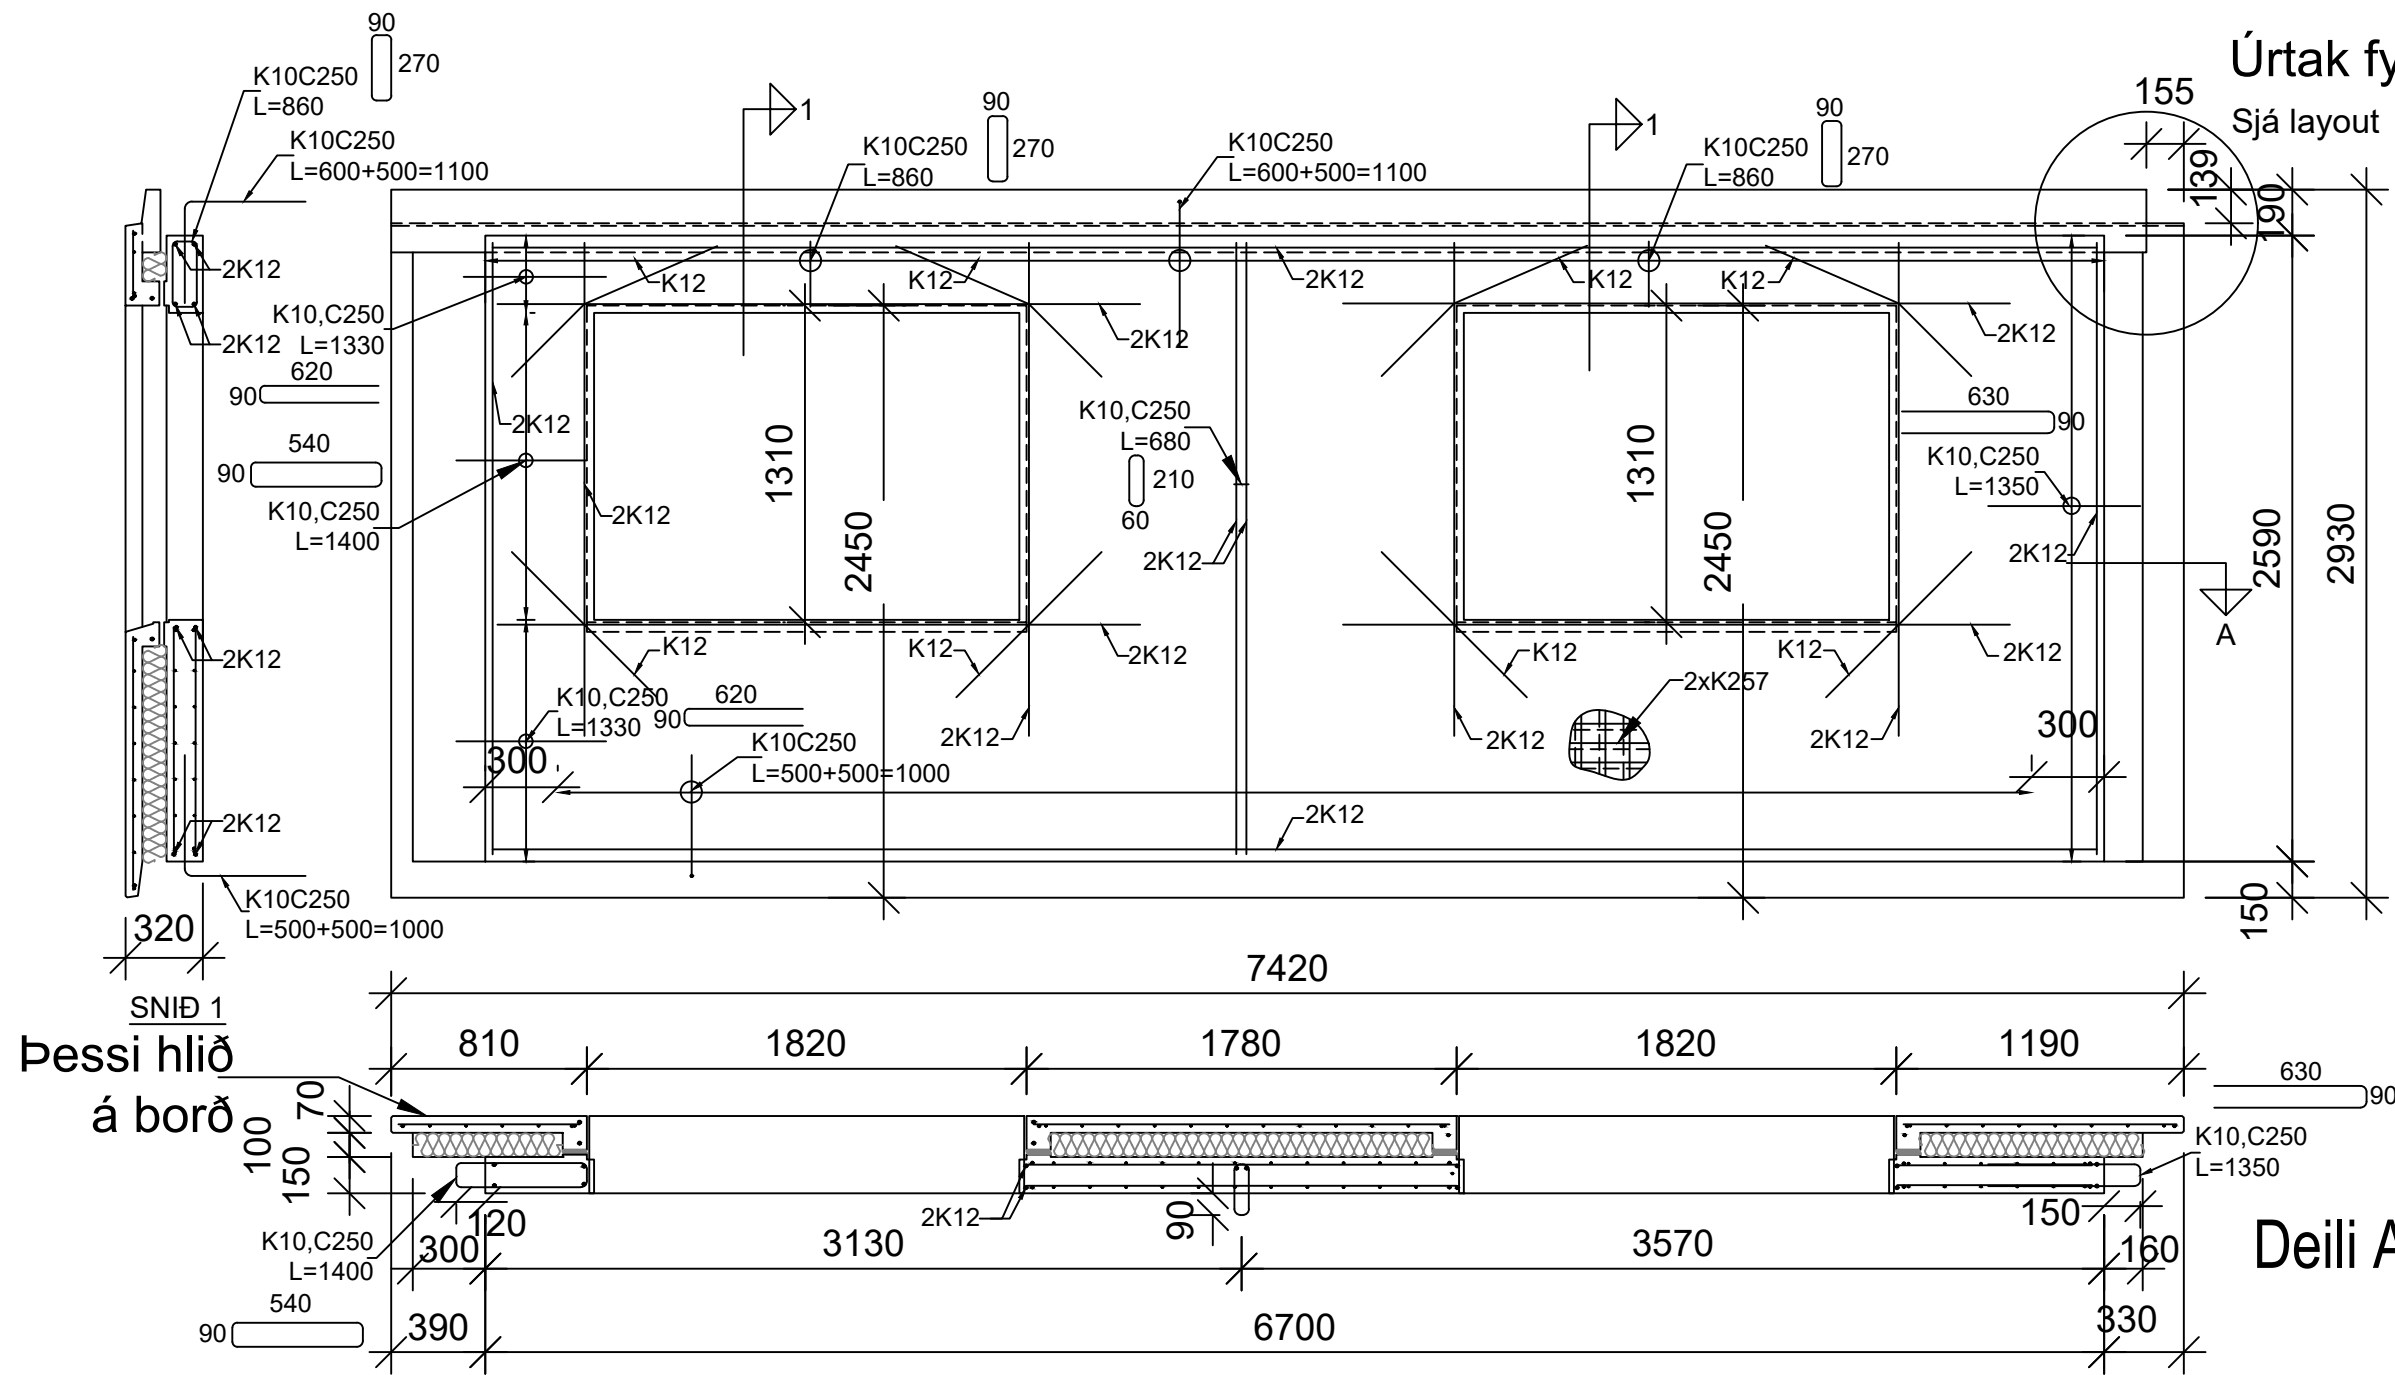 90
270
K10C250
L=860
K10C250
L=600+500=1100
2K12
K10,C250
L=1330
2K12
620
90
540
90
K10,C250
L=1400
2K12
2K12
K10C250
L=500+500=1000
320
SNIÐ 1
1
K10C250
L=860
90
270
K10C250
L=600+500=1100
1
K10C250
L=860
90
270
155
Úrtak fy
Sjá layout
139
190
K12
K12
2K12
K12
K12
2K12
2K12
2K12
2K12
1310
2450
K10,C250
L=680
210
60
2K12
1310
2450
630
90
K10,C250
L=1350
2K12
2590
2930
A
K12
K12
2K12
K12
K12
2K12
K10,C250
L=1330
620
90
2K12
2xK257
2K12
2K12
300
K10C250
L=500+500=1000
300
2K12
150
7420
810
1820
1780
1820
1190
Þessi hlið
á borð
70
100
150
630
90
K10,C250
L=1350
120
K10,C250
L=1400
300
2K12
90
3130
3570
150
160
Deili A
540
90
390
6700
330